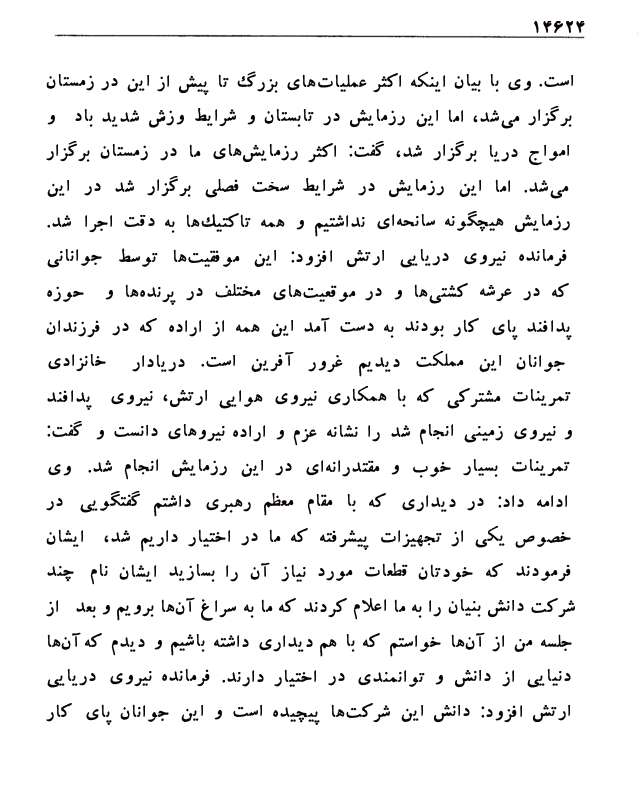 ۱۴۶۲۴
است. وی با بیان اینکه اکثر عملیات‌های بزرگ تا پیش از این در زمستان
برگزار می‌شد، اما این رزمایش در تابستان و شرایط وزش شدید باد و
امواج دریا برگزار شد، گفت: اکثر رزمایش‌های ما در زمستان برگزار
می‌شد. اما این رزمایش در شرایط سخت فصلی برگزار شد در این
رزمایش هیچگونه سانحه‌ای نداشتیم و همه تاکتیك‌ها به دقت اجرا شد.
فرمانده نیروی دریایی ارتش افزود: این موفقیت‌ها توسط جوانانی
که در عرشه کشتی‌ها و در موقعیت‌های مختلف در پرنده‌ها و حوزه
پدافند پای کار بودند به دست آمد این همه از اراده که در فرزندان
جوانان این مملکت دیدیم غرور آفرین است. دریادار خانزادی
تمرینات مشترکی که با همکاری نیروی هوایی ارتش، نیروی پدافند
و نیروی زمینی انجام شد را نشانه عزم و اراده نیروهای دانست و گفت:
تمرینات بسیار خوب و مقتدرانه‌ای در این رزمایش انجام شد. وی
ادامه داد: در دیداری که با مقام معظم رهبری داشتم گفتگویی در
خصوص یکی از تجهیزات پیشرفته که ما در اختیار داریم شد، ایشان
فرمودند که خودتان قطعات مورد نیاز آن را بسازید ایشان نام چند
شرکت دانش بنیان را به ما اعلام کردند که ما به سراغ آن‌ها برویم و بعد از
جلسه من از آن‌ها خواستم که با هم دیداری داشته باشیم و دیدم که آن‌ها
دنیایی از دانش و توانمندی در اختیار دارند. فرمانده نیروی دریایی
ارتش افزود: دانش این شرکت‌ها پیچیده است و این جوانان پای کار